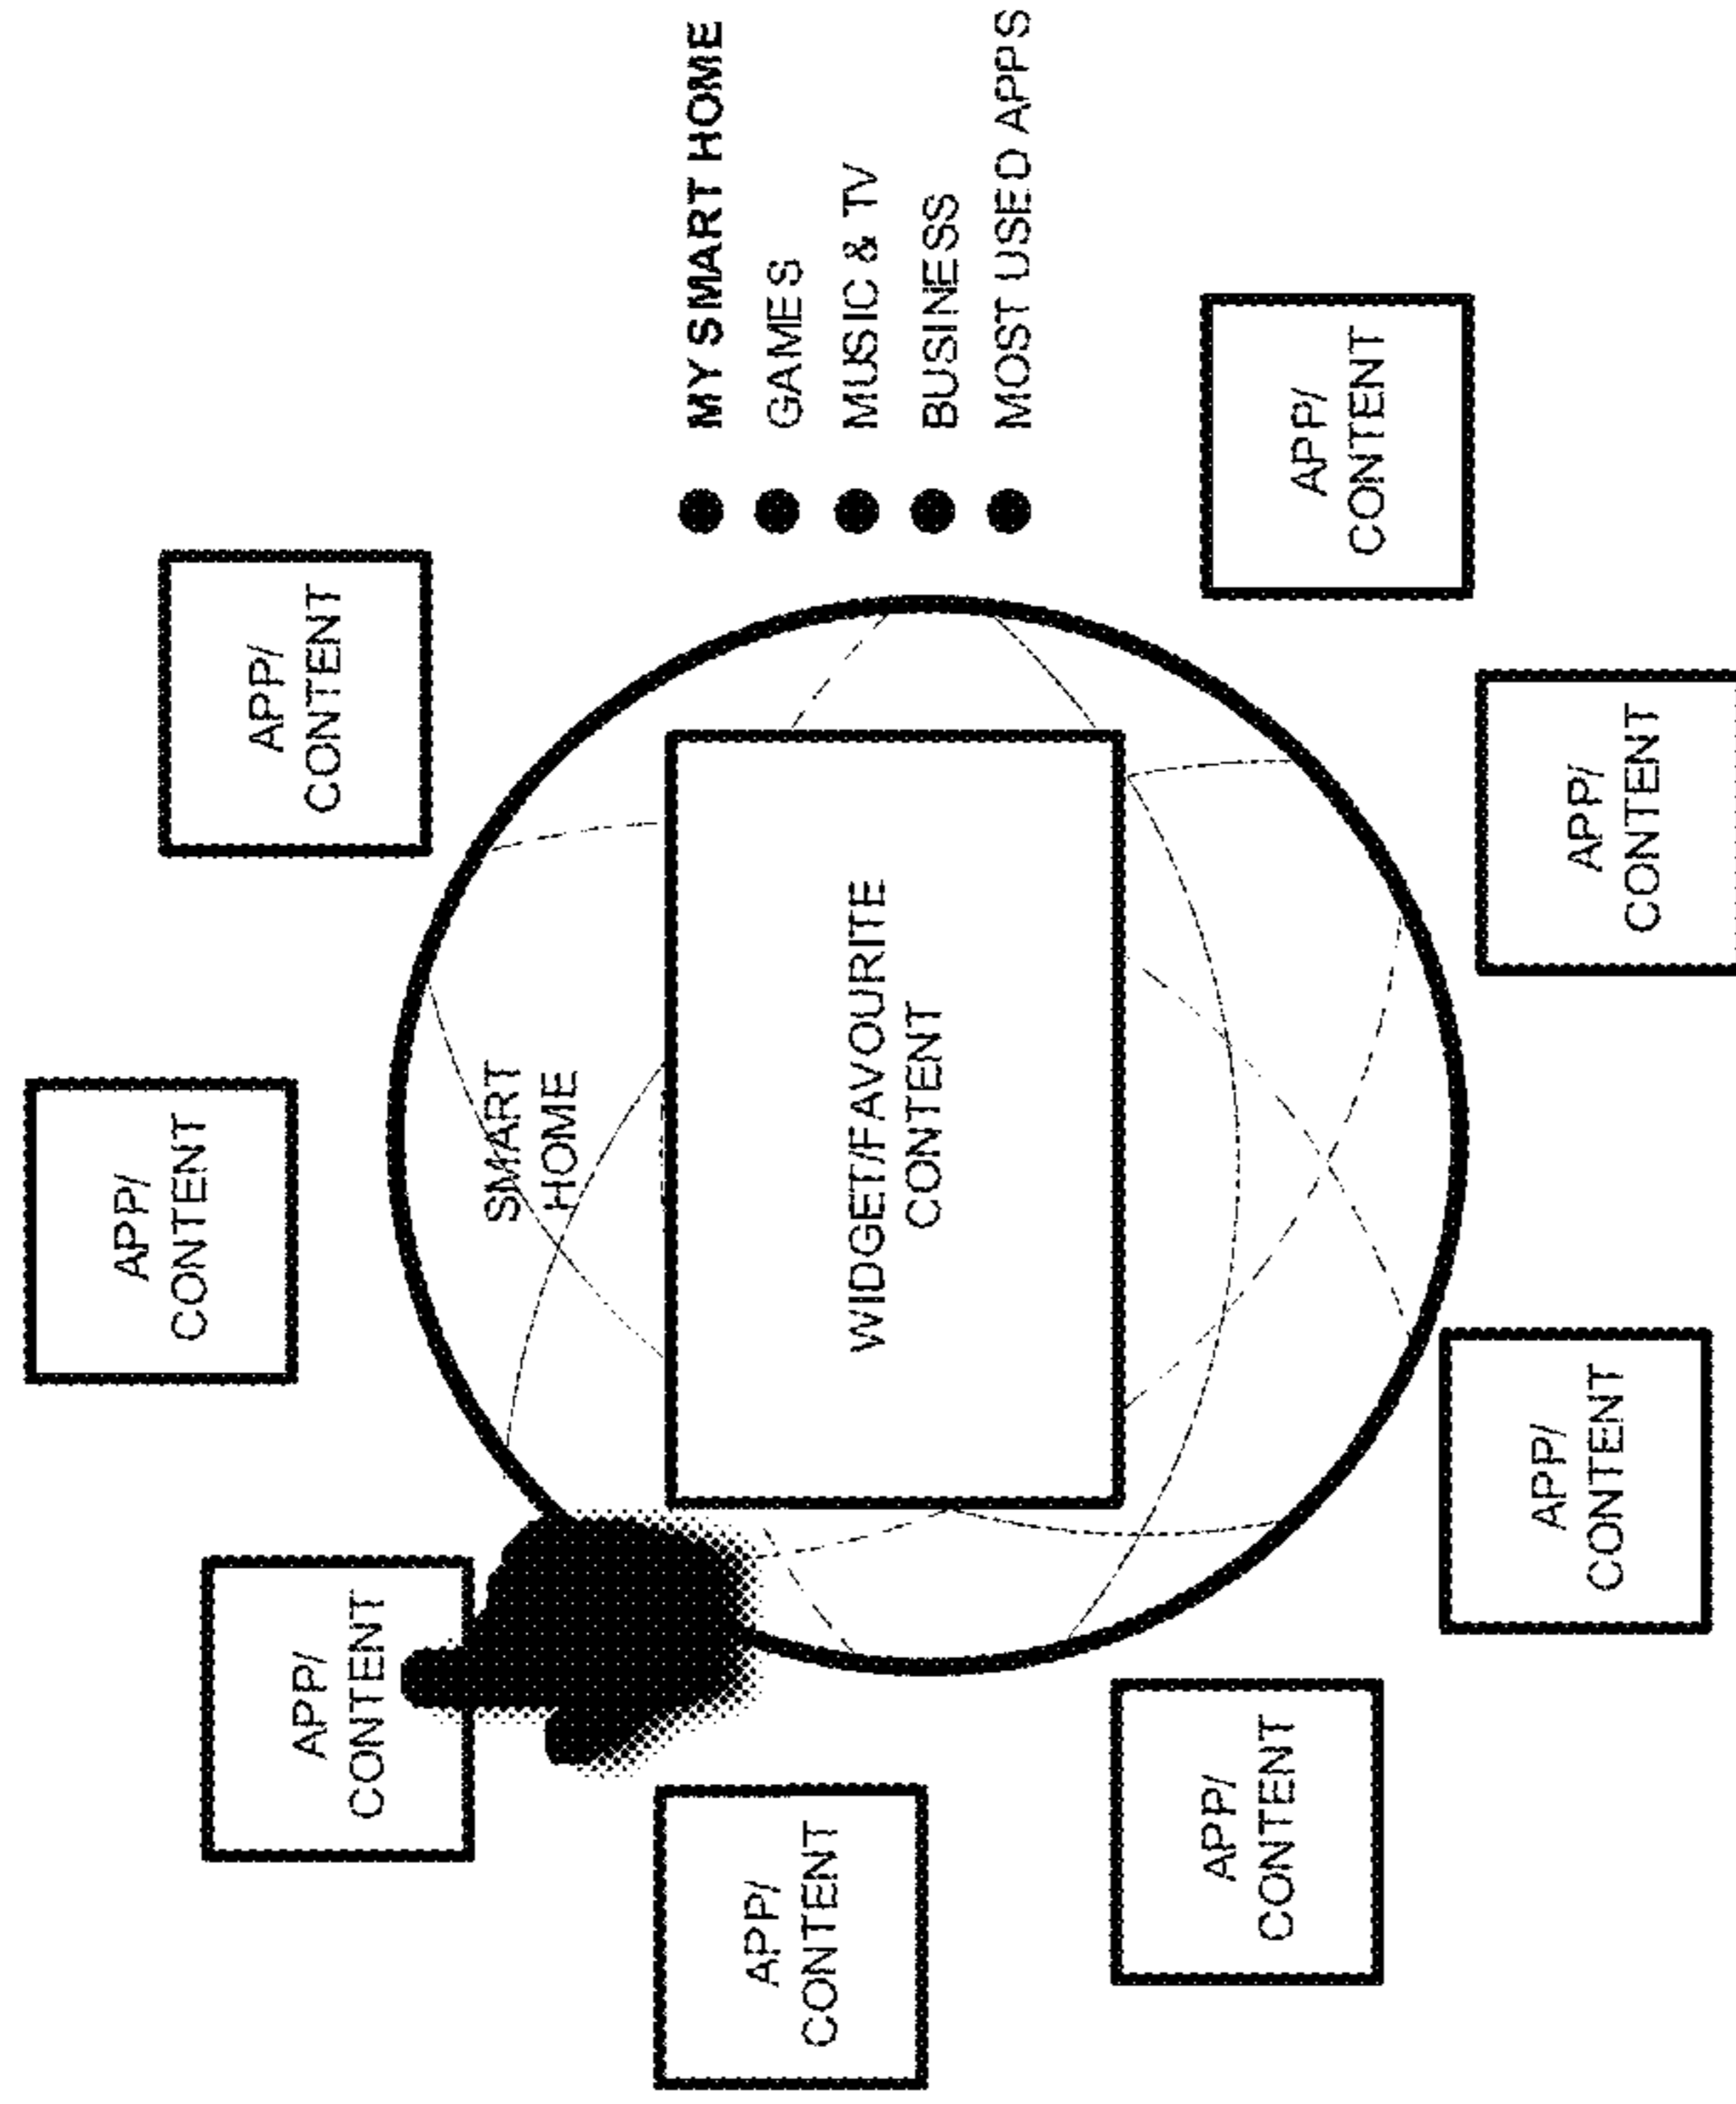 APP/
CONTENT
APP/
CONTENT
APP/
CONTENT
SMART
HOME
APP/
CONTENT
WIDGET/FAVOURITE
CONTENT
MY SMART HOME
GAMES
MUSIC & TV
BUSINESS
MOST USED APPS
APP/
CONTENT
APP/
CONTENT
APP/
CONTENT
APP/
CONTENT